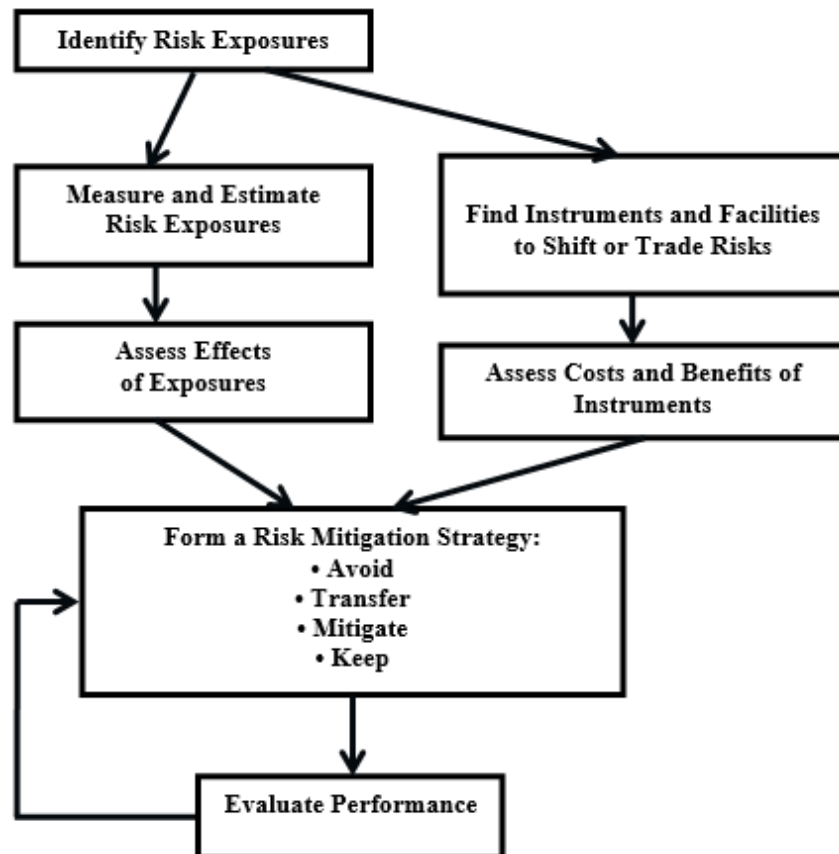 Identify Risk Exposures
Measure and Estimate
Risk Exposures
Find Instruments and Facilities
to Shift or Trade Risks
Assess Effects
of Exposures
Assess Costs and Benefits of
Instruments
Form a Risk Mitigation Strategy:
• Avoid
• Transfer
• Mitigate
• Keep
Evaluate Performance